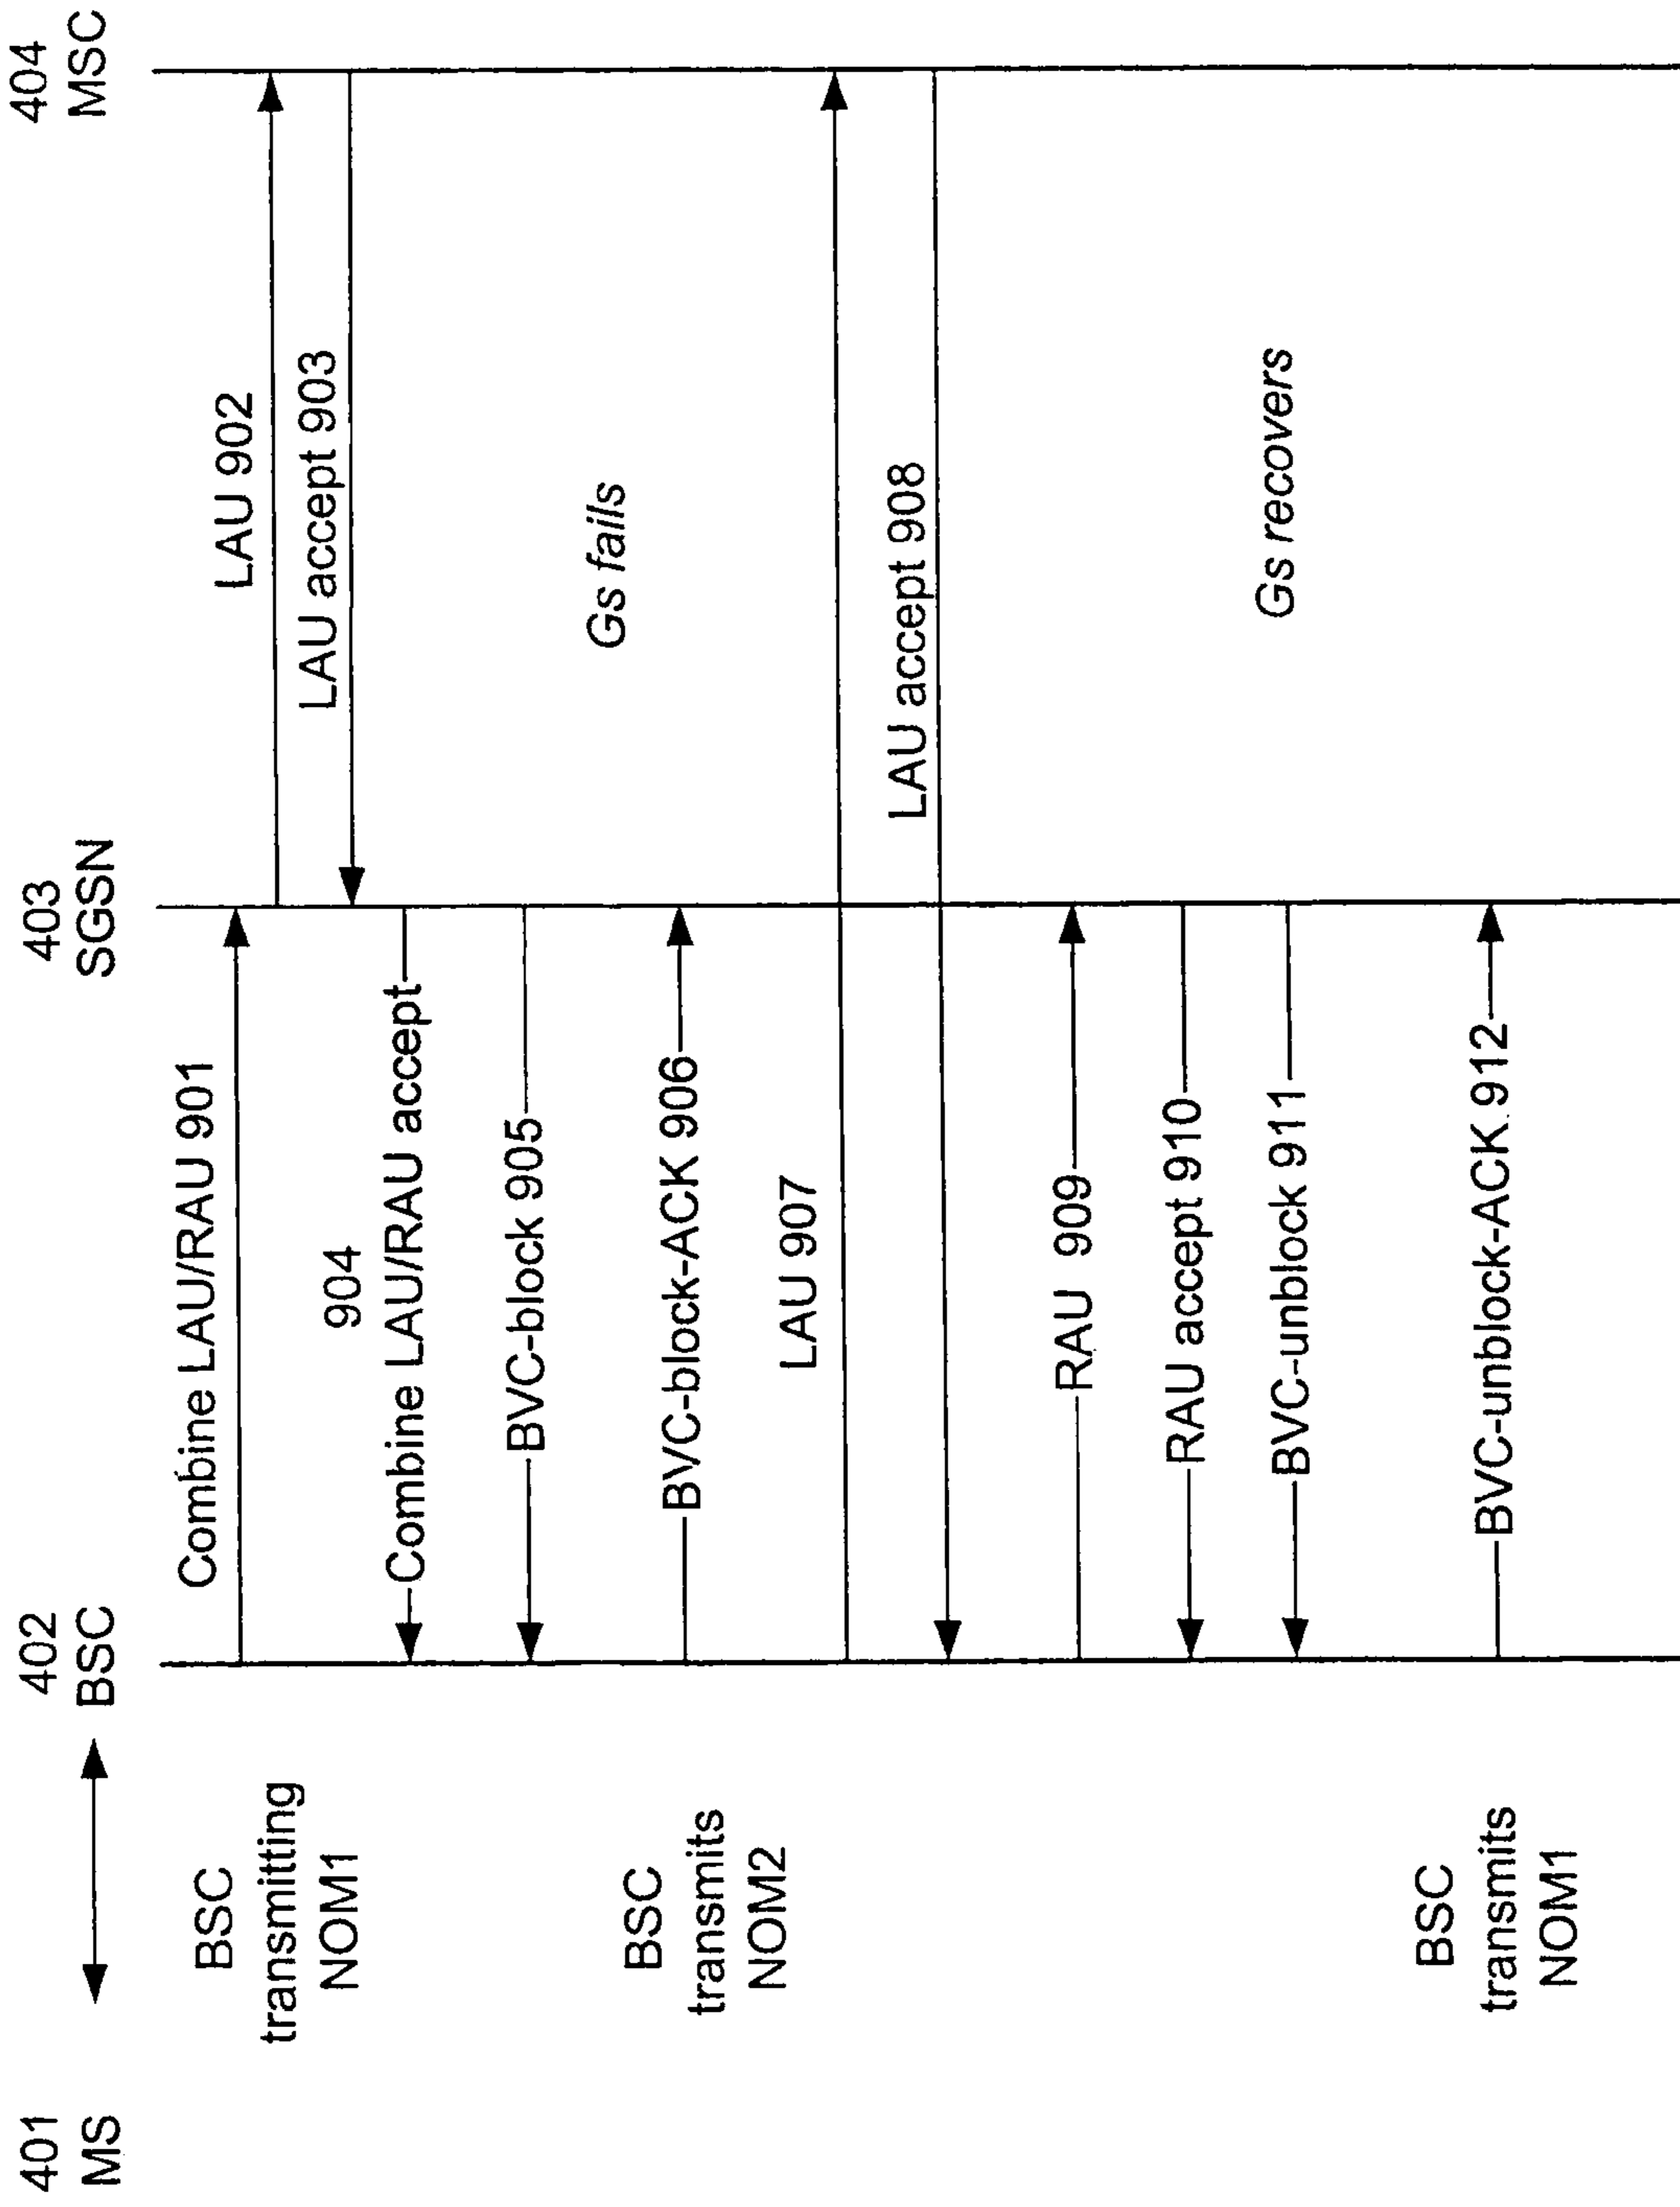 401
MS
402
BSC
403
SGSN
404
MSC
BSC
transmitting
NOM1
Combine LAU/RAU 901
LAU 902
LAU accept 903
904
Combine LAU/RAU accept
BVC-block 905
Gs fails
BSC
transmits
NOM2
BVC-block-ACK 906
LAU 907
LAU accept 908
RAU 909
RAU accept 910
BVC-unblock 911
Gs recovers
BSC
transmits
NOM1
BVC-unblock-ACK 912